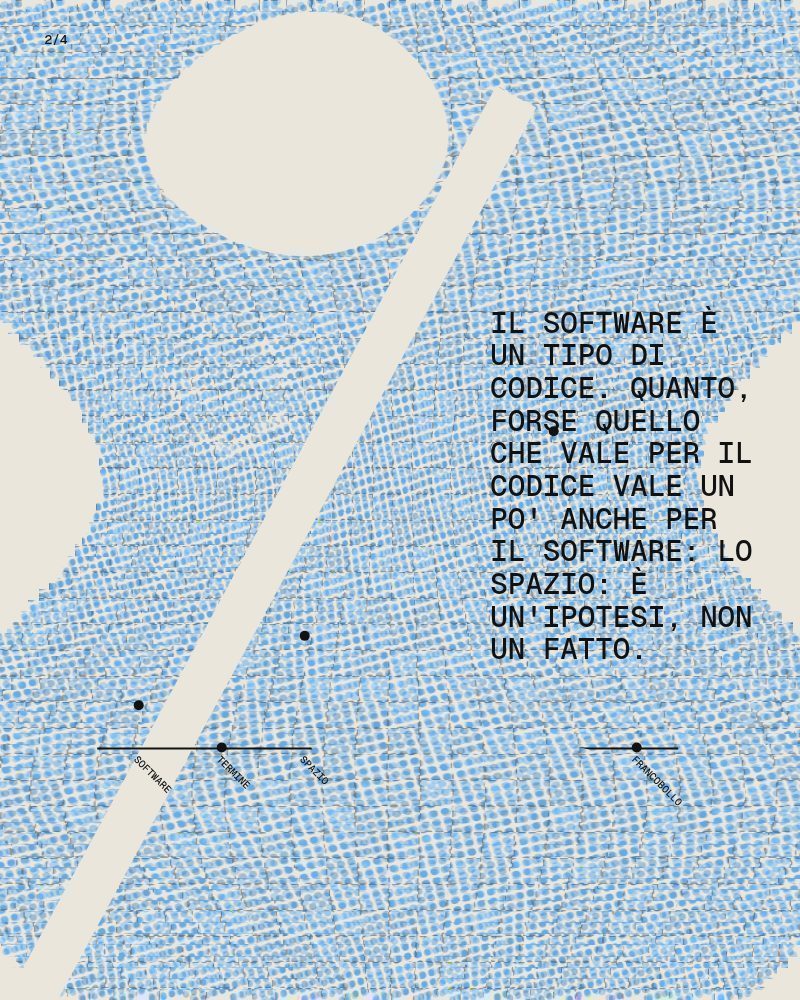 2/4
IL SOFTWARE È
UN TIPO DI
CODICE. QUANTO,
FORSE QUELLO
CHE VALE PER IL
CODICE VALE UN
PO' ANCHE PER
IL SOFTWARE: LO
SPAZIO: È
UN'IPOTESI, NON
UN FATTO.
SOFTWARE
TERMINE
SPAZIO
FRANCOBOLLO